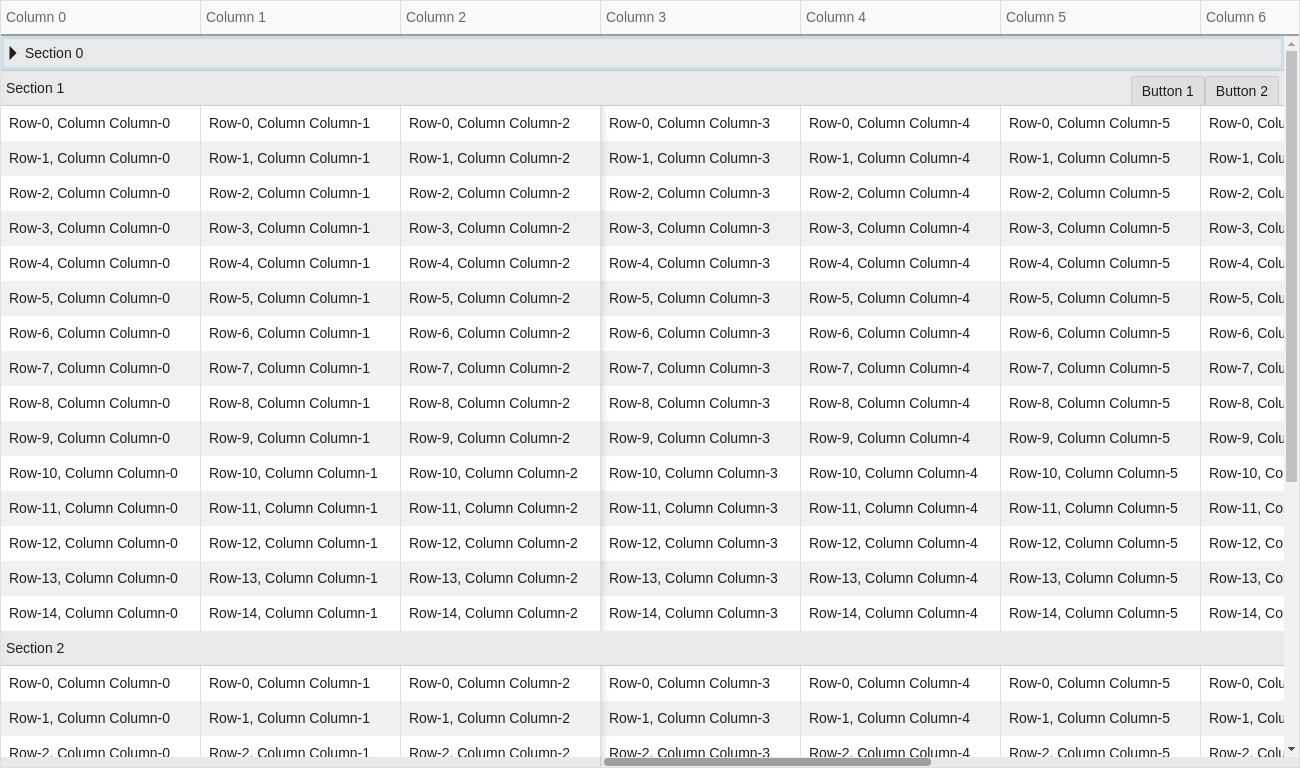 Column 0 Column 1 Column 2 Column 3 Column 4 Column 5 Column 6
Section 0
Section 1 Button 1 Button 2
Row-0, Column Column-0 Row-0, Column Column-1 Row-0, Column Column-2 Row-0, Column Column-3 Row-0, Column Column-4 Row-0, Column Column-5 Row-0, Colu
Row-1, Column Column-0 Row-1, Column Column-1 Row-1, Column Column-2 Row-1, Column Column-3 Row-1, Column Column-4 Row-1, Column Column-5 Row-1, Colu
Row-2, Column Column-0 Row-2, Column Column-1 Row-2, Column Column-2 Row-2, Column Column-3 Row-2, Column Column-4 Row-2, Column Column-5 Row-2, Colu
Row-3, Column Column-0 Row-3, Column Column-1 Row-3, Column Column-2 Row-3, Column Column-3 Row-3, Column Column-4 Row-3, Column Column-5 Row-3, Colu
Row-4, Column Column-0 Row-4, Column Column-1 Row-4, Column Column-2 Row-4, Column Column-3 Row-4, Column Column-4 Row-4, Column Column-5 Row-4, Colu
Row-5, Column Column-0 Row-5, Column Column-1 Row-5, Column Column-2 Row-5, Column Column-3 Row-5, Column Column-4 Row-5, Column Column-5 Row-5, Colu
Row-6, Column Column-0 Row-6, Column Column-1 Row-6, Column Column-2 Row-6, Column Column-3 Row-6, Column Column-4 Row-6, Column Column-5 Row-6, Colu
Row-7, Column Column-0 Row-7, Column Column-1 Row-7, Column Column-2 Row-7, Column Column-3 Row-7, Column Column-4 Row-7, Column Column-5 Row-7, Colu
Row-8, Column Column-0 Row-8, Column Column-1 Row-8, Column Column-2 Row-8, Column Column-3 Row-8, Column Column-4 Row-8, Column Column-5 Row-8, Colu
Row-9, Column Column-0 Row-9, Column Column-1 Row-9, Column Column-2 Row-9, Column Column-3 Row-9, Column Column-4 Row-9, Column Column-5 Row-9, Colu
Row-10, Column Column-0 Row-10, Column Column-1 Row-10, Column Column-2 Row-10, Column Column-3 Row-10, Column Column-4 Row-10, Column Column-5 Row-10, Co
Row-11, Column Column-0 Row-11, Column Column-1 Row-11, Column Column-2 Row-11, Column Column-3 Row-11, Column Column-4 Row-11, Column Column-5 Row-11, Co
Row-12, Column Column-0 Row-12, Column Column-1 Row-12, Column Column-2 Row-12, Column Column-3 Row-12, Column Column-4 Row-12, Column Column-5 Row-12, Co
Row-13, Column Column-0 Row-13, Column Column-1 Row-13, Column Column-2 Row-13, Column Column-3 Row-13, Column Column-4 Row-13, Column Column-5 Row-13, Co
Row-14, Column Column-0 Row-14, Column Column-1 Row-14, Column Column-2 Row-14, Column Column-3 Row-14, Column Column-4 Row-14, Column Column-5 Row-14, Co
Section 2
Row-0, Column Column-0 Row-0, Column Column-1 Row-0, Column Column-2 Row-0, Column Column-3 Row-0, Column Column-4 Row-0, Column Column-5 Row-0, Colu
Row-1, Column Column-0 Row-1, Column Column-1 Row-1, Column Column-2 Row-1, Column Column-3 Row-1, Column Column-4 Row-1, Column Column-5 Row-1, Colu
Row-2, Column Column-0 Row-2, Column Column-1 Row-2, Column Column-2 Row-2, Column Column-3 Row-2, Column Column-4 Row-2, Column Column-5 Row-2, Colu